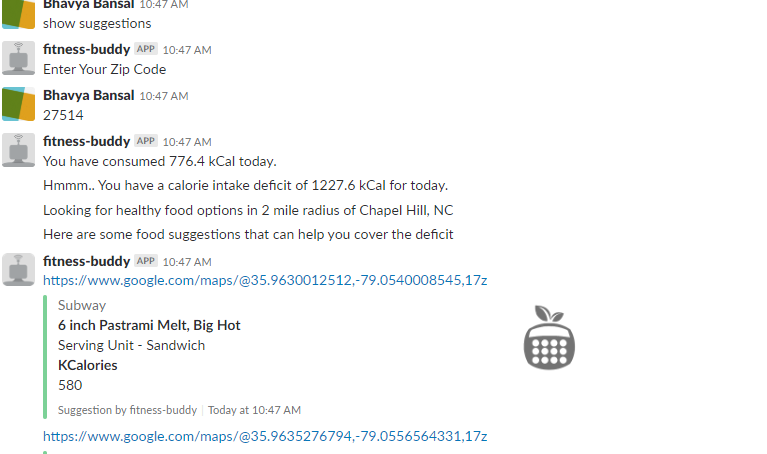 Bhavya Bansal 10:47 AM
show suggestions
fitness-buddy APP 10:47 AM
Enter Your Zip Code
Bhavya Bansal 10:47 AM
27514
fitness-buddy APP 10:47 AM
You have consumed 776.4 kCal today.
Hmmm.. You have a calorie intake deficit of 1227.6 kCal for today.
Looking for healthy food options in 2 mile radius of Chapel Hill, NC
Here are some food suggestions that can help you cover the deficit
fitness-buddy APP 10:47 AM
https://www.google.com/maps/@35.9630012512,-79.0540008545,17z
Subway
6 inch Pastrami Melt, Big Hot
Serving Unit - Sandwich
KCalories
580
Suggestion by fitness-buddy | Today at 10:47 AM
https://www.google.com/maps/@35.9635276794,-79.0556564331,17z